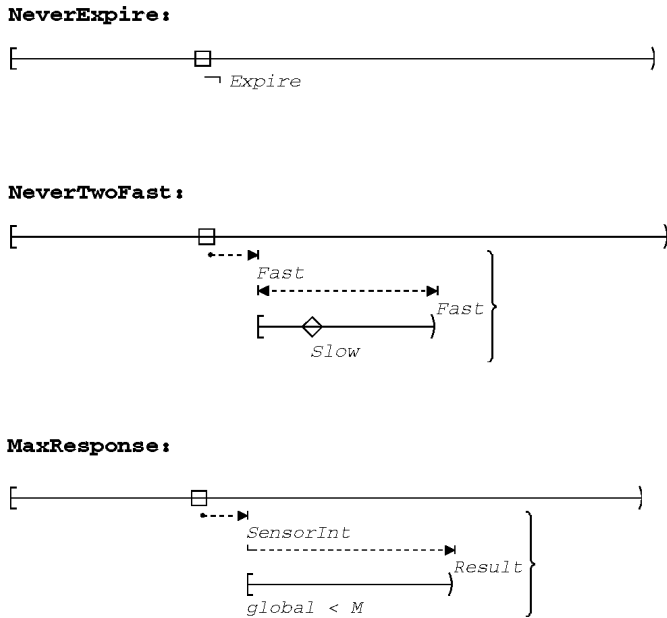 NeverExpire:
¬ Expire
NeverTwoFast:
Fast
Fast
Slow
MaxResponse:
SensorInt
Result
global < M